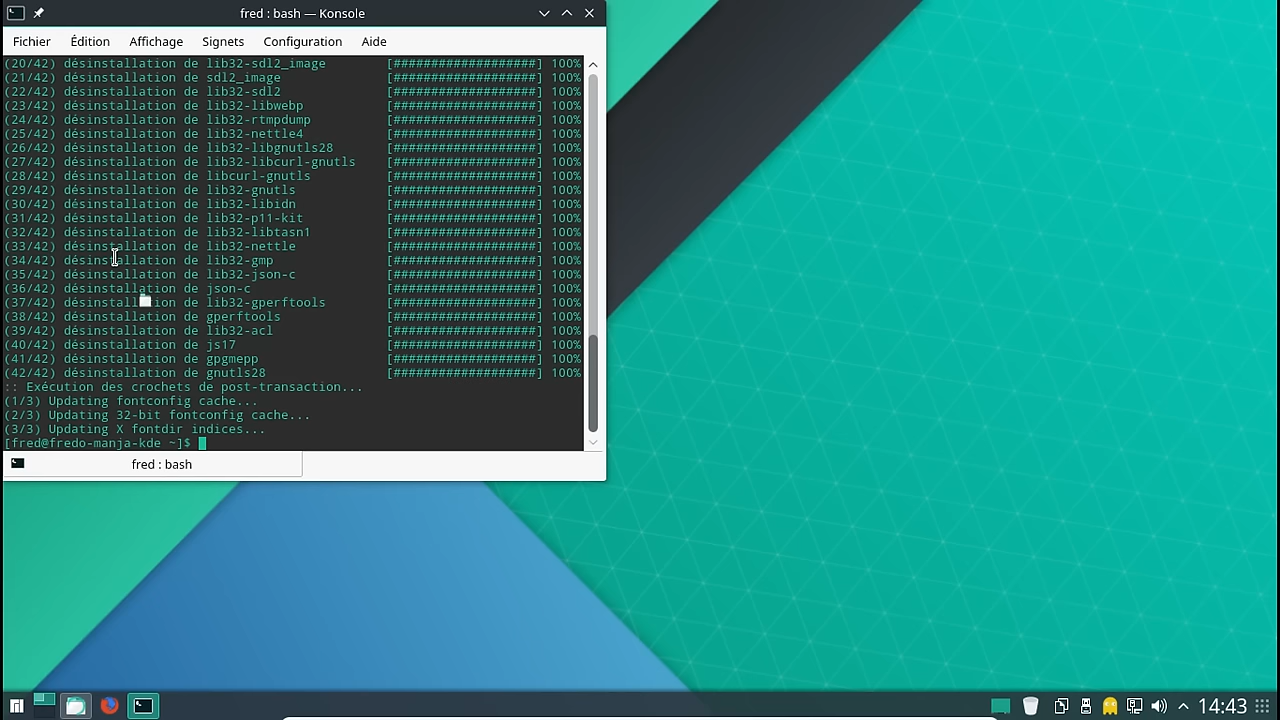 fred : bash — Konsole
Fichier Édition Affichage Signets Configuration Aide
(20/42) désinstallation de lib32-sdl2_image [###################] 100%
(21/42) désinstallation de sdl2_image [###################] 100%
(22/42) désinstallation de lib32-sdl2 [###################] 100%
(23/42) désinstallation de lib32-libwebp [###################] 100%
(24/42) désinstallation de lib32-rtmpdump [###################] 100%
(25/42) désinstallation de lib32-nettle4 [###################] 100%
(26/42) désinstallation de lib32-libgnutls28 [###################] 100%
(27/42) désinstallation de lib32-libcurl-gnutls [###################] 100%
(28/42) désinstallation de libcurl-gnutls [###################] 100%
(29/42) désinstallation de lib32-gnutls [###################] 100%
(30/42) désinstallation de lib32-libidn [###################] 100%
(31/42) désinstallation de lib32-p11-kit [###################] 100%
(32/42) désinstallation de lib32-libtasn1 [###################] 100%
(33/42) désinstallation de lib32-nettle [###################] 100%
(34/42) désinstallation de lib32-gmp [###################] 100%
(35/42) désinstallation de lib32-json-c [###################] 100%
(36/42) désinstallation de json-c [###################] 100%
(37/42) désinstallation de lib32-gperftools [###################] 100%
(38/42) désinstallation de gperftools [###################] 100%
(39/42) désinstallation de lib32-acl [###################] 100%
(40/42) désinstallation de js17 [###################] 100%
(41/42) désinstallation de gpgmepp [###################] 100%
(42/42) désinstallation de gnutls28 [###################] 100%
:: Exécution des crochets de post-transaction...
(1/3) Updating fontconfig cache...
(2/3) Updating 32-bit fontconfig cache...
(3/3) Updating X fontdir indices...
[fred@fredo-manja-kde ~]$
fred : bash
14:43